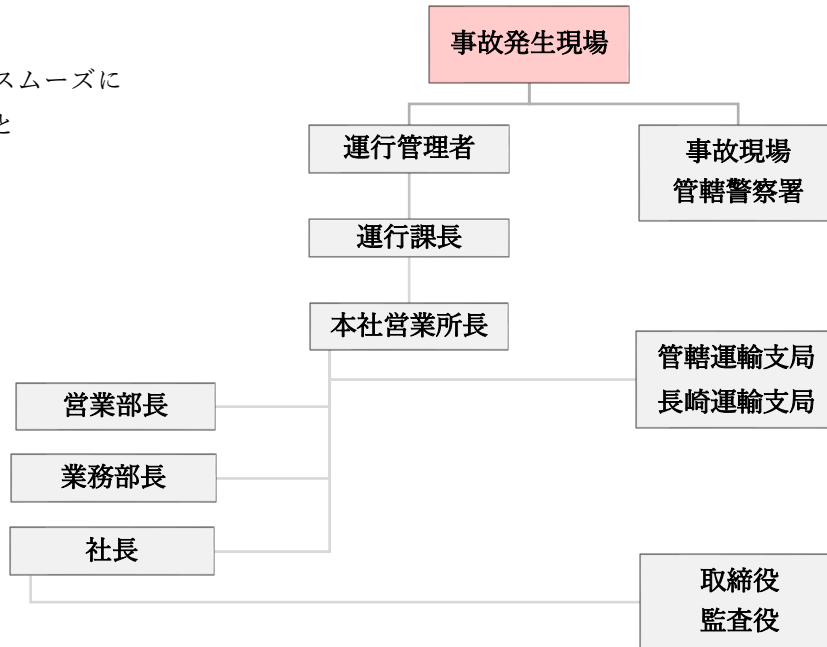 事故発生現場
スムーズに
と
運行管理者
事故現場
管轄警察署
運行課長
本社営業所長
管轄運輸支局
長崎運輸支局
営業部長
業務部長
社長
取締役
監査役